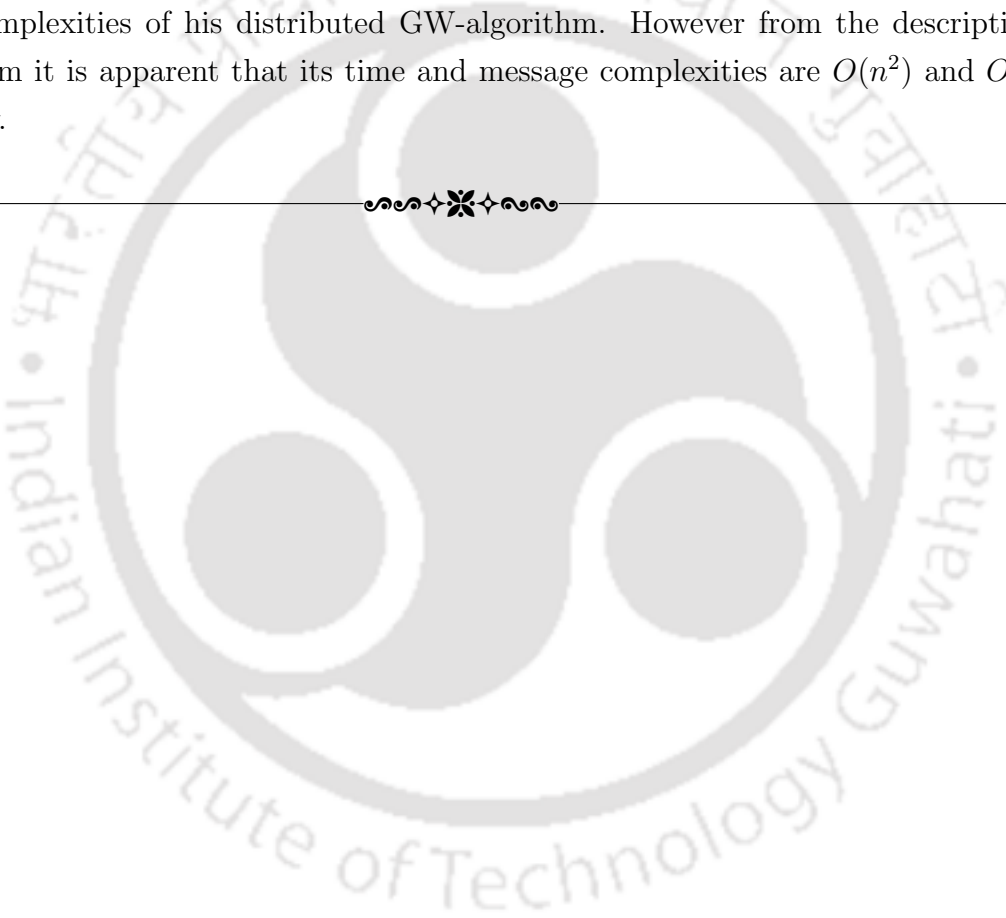 mplexities of his distributed GW-algorithm. However from the descripti
m it is apparent that its time and message complexities are O(n²) and O
.
भारतीय
गुवाहाटी
• Indian Institute of Technology Guwahati •